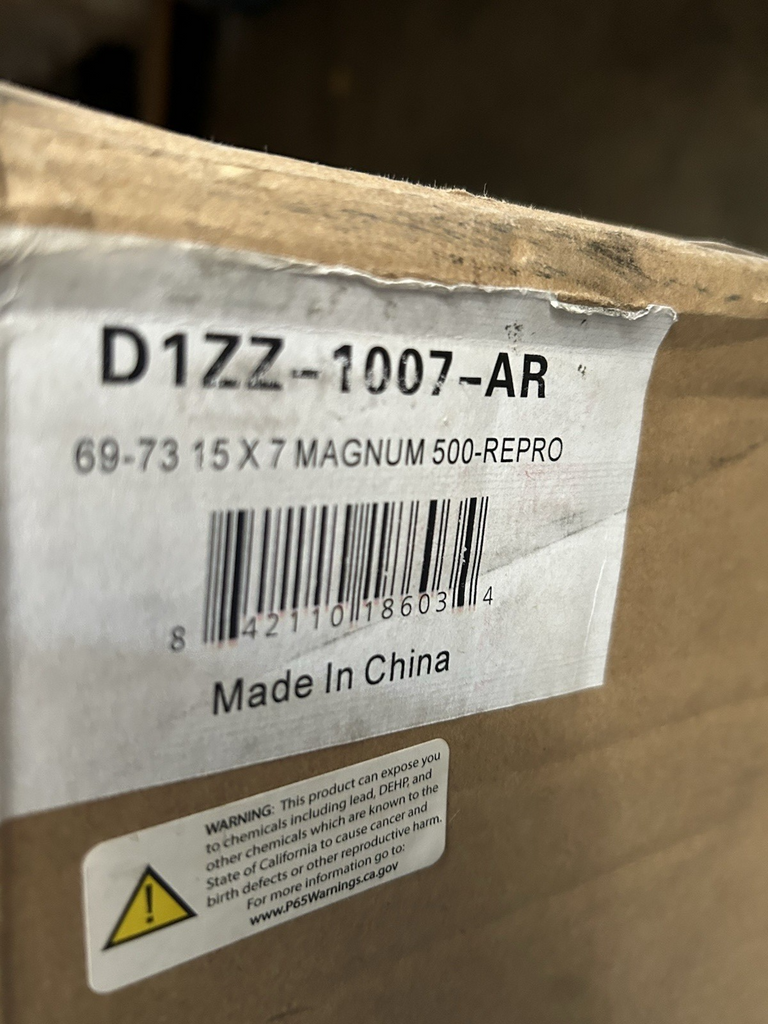 D1ZZ-1007-AR
69-73 15 X 7 MAGNUM 500-REPRO
8 42110 18603 4
Made In China
WARNING: This product can expose you
to chemicals including lead, DEHP, and
other chemicals which are known to the
State of California to cause cancer and
birth defects or other reproductive harm.
For more information go to:
www.P65Warnings.ca.gov